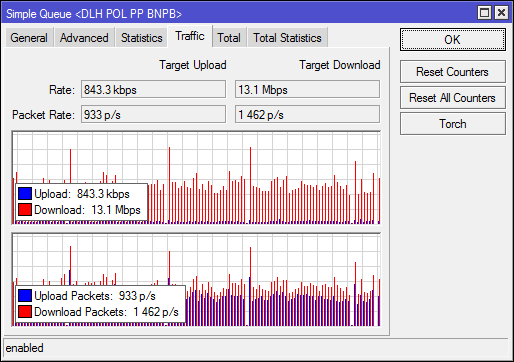 Simple Queue <DLH POL PP BNPB>
General Advanced Statistics Traffic Total Total Statistics
OK
Reset Counters
Reset All Counters
Torch
Target Upload Target Download
Rate: 843.3 kbps 13.1 Mbps
Packet Rate: 933 p/s 1 462 p/s
Upload: 843.3 kbps
Download: 13.1 Mbps
Upload Packets: 933 p/s
Download Packets: 1 462 p/s
enabled